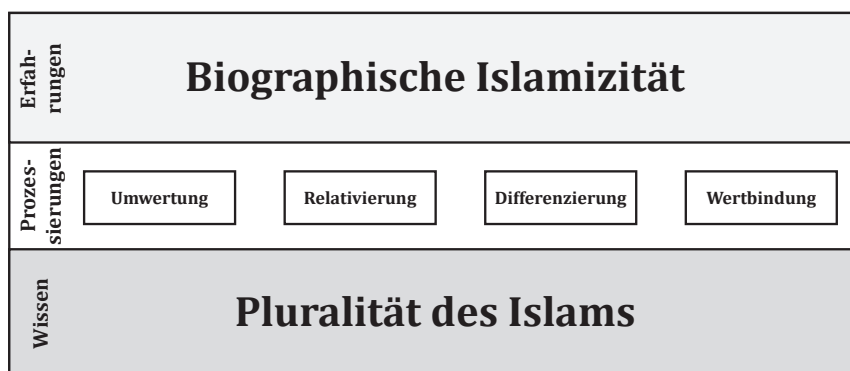 Erfah-
rungen
Biographische Islamizität
Prozes-
sierungen
Umwertung
Relativierung
Differenzierung
Wertbindung
Wissen
Pluralität des Islams